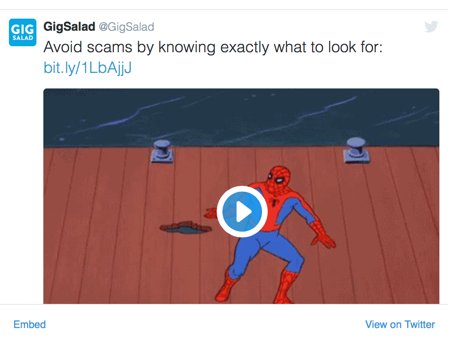 GIG
SALAD
GigSalad @GigSalad
Avoid scams by knowing exactly what to look for:
bit.ly/1LbAjjJ
Embed
View on Twitter